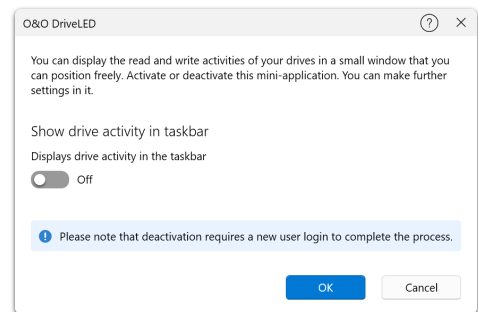 O&O DriveLED
You can display the read and write activities of your drives in a small window that you
can position freely. Activate or deactivate this mini-application. You can make further
settings in it.
Show drive activity in taskbar
Displays drive activity in the taskbar
Off
Please note that deactivation requires a new user login to complete the process.
OK
Cancel